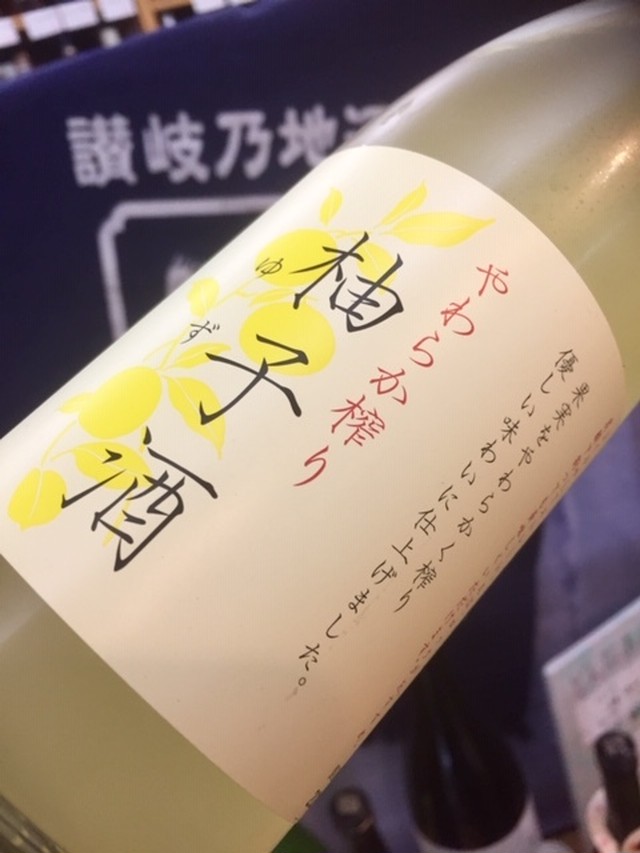 讃岐乃地酒
やわらか搾り
柚子酒
ゆず
果実をやわらかく搾り
優しい味わいに仕上げました。